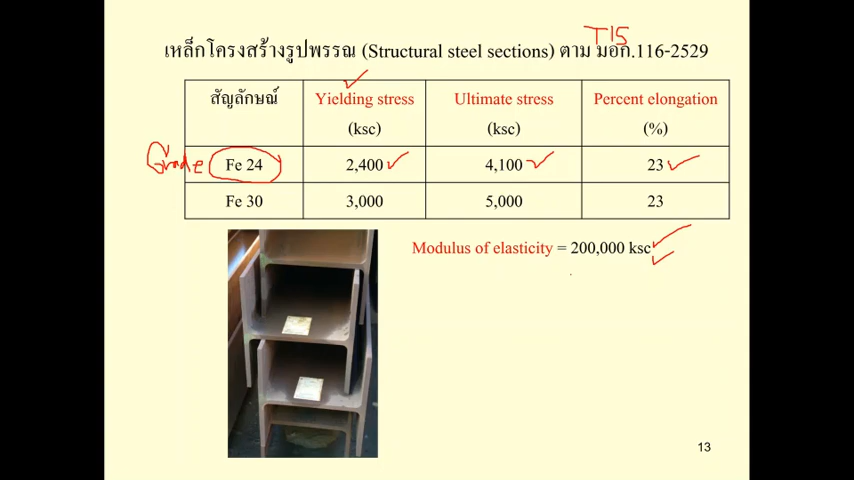 TIS
เหล็กโครงสร้างรูปพรรณ (Structural steel sections) ตาม มอก.116-2529
สัญลักษณ์ Yielding stress (ksc) Ultimate stress (ksc) Percent elongation (%)
Grade Fe 24 2,400 4,100 23
Fe 30 3,000 5,000 23
Modulus of elasticity = 200,000 ksc
13